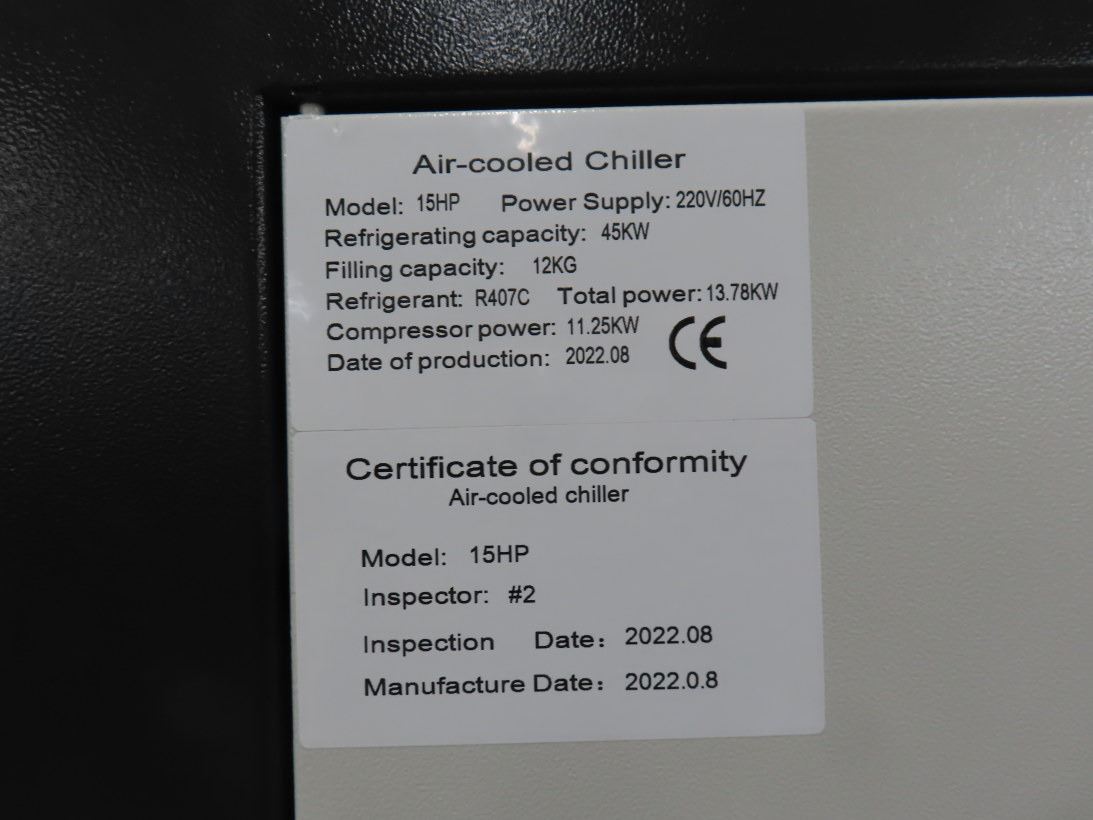 Air-cooled Chiller
Model: 15HP Power Supply: 220V/60HZ
Refrigerating capacity: 45KW
Filling capacity: 12KG
Refrigerant: R407C Total power: 13.78KW
Compressor power: 11.25KW
Date of production: 2022.08
CE
Certificate of conformity
Air-cooled chiller
Model: 15HP
Inspector: #2
Inspection Date: 2022.08
Manufacture Date: 2022.0.8